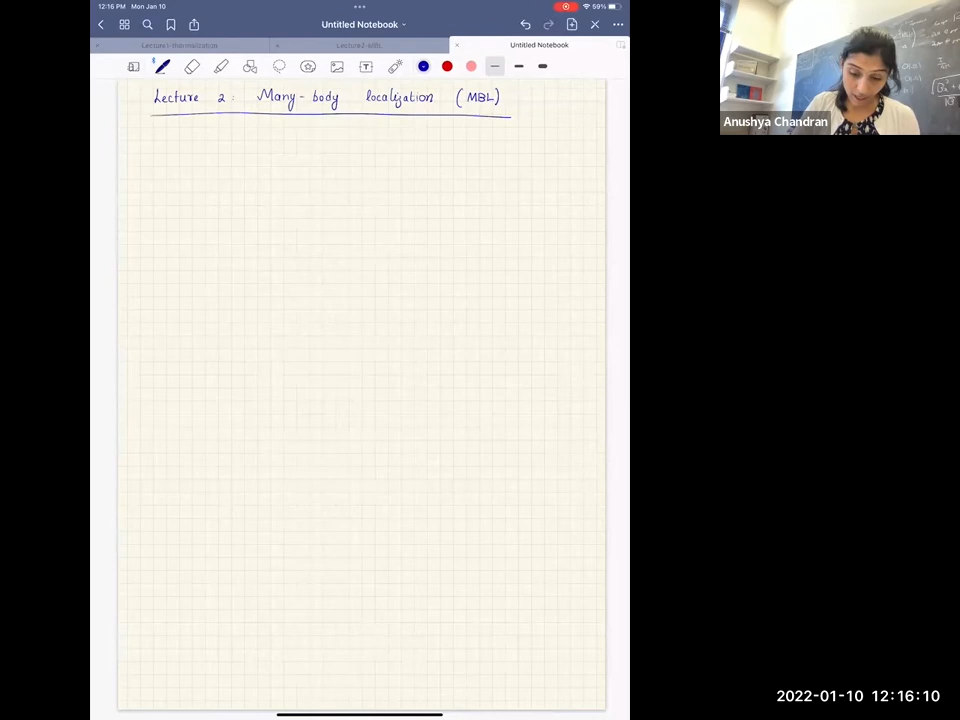 12:16 PM Mon Jan 10
59%
Untitled Notebook
Lecture1-thermalization
Lecture2-MBL
Untitled Notebook
Lecture 2: Many-body localization (MBL)
Anushya Chandran
2022-01-10 12:16:10